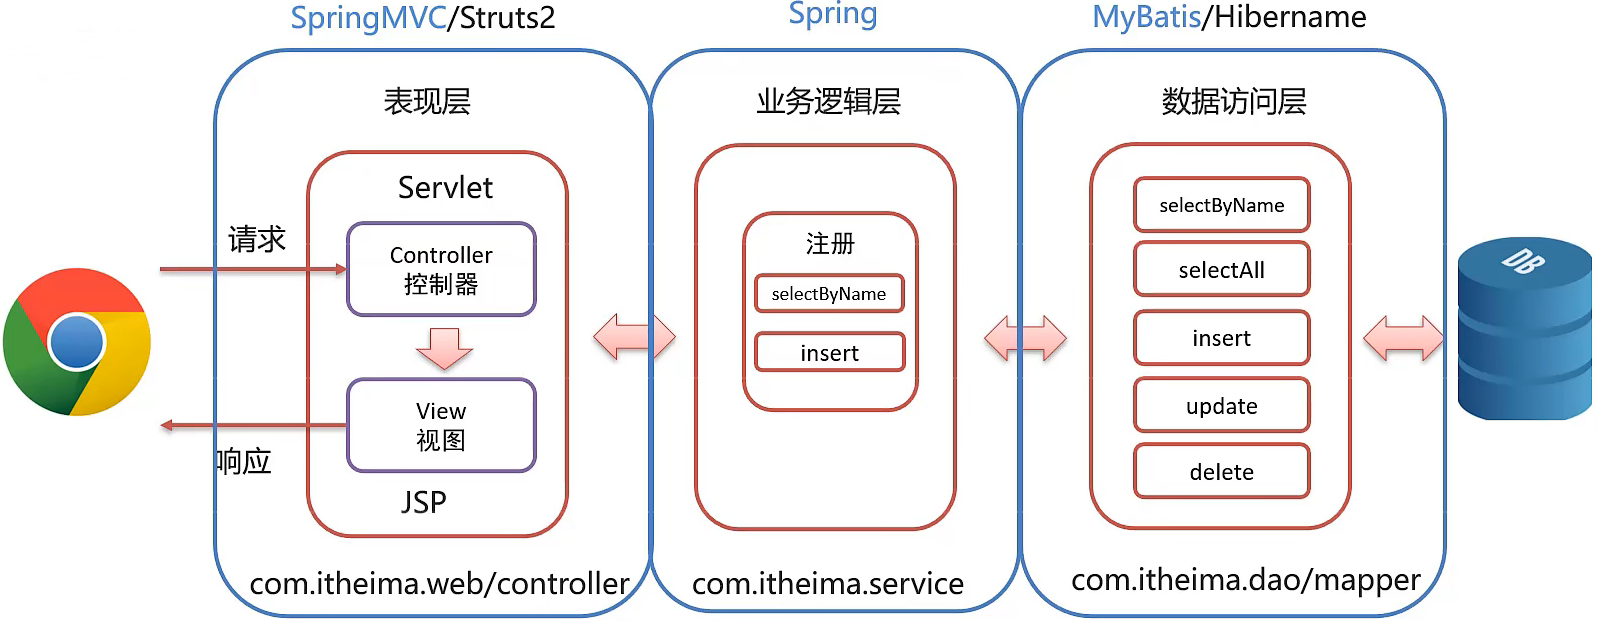 SpringMVC/Struts2
Spring
MyBatis/Hibername
表现层
业务逻辑层
数据访问层
Servlet
请求
Controller
控制器
View
视图
响应
JSP
注册
selectByName
insert
selectByName
selectAll
insert
update
delete
DB
com.itheima.web/controller
com.itheima.service
com.itheima.dao/mapper